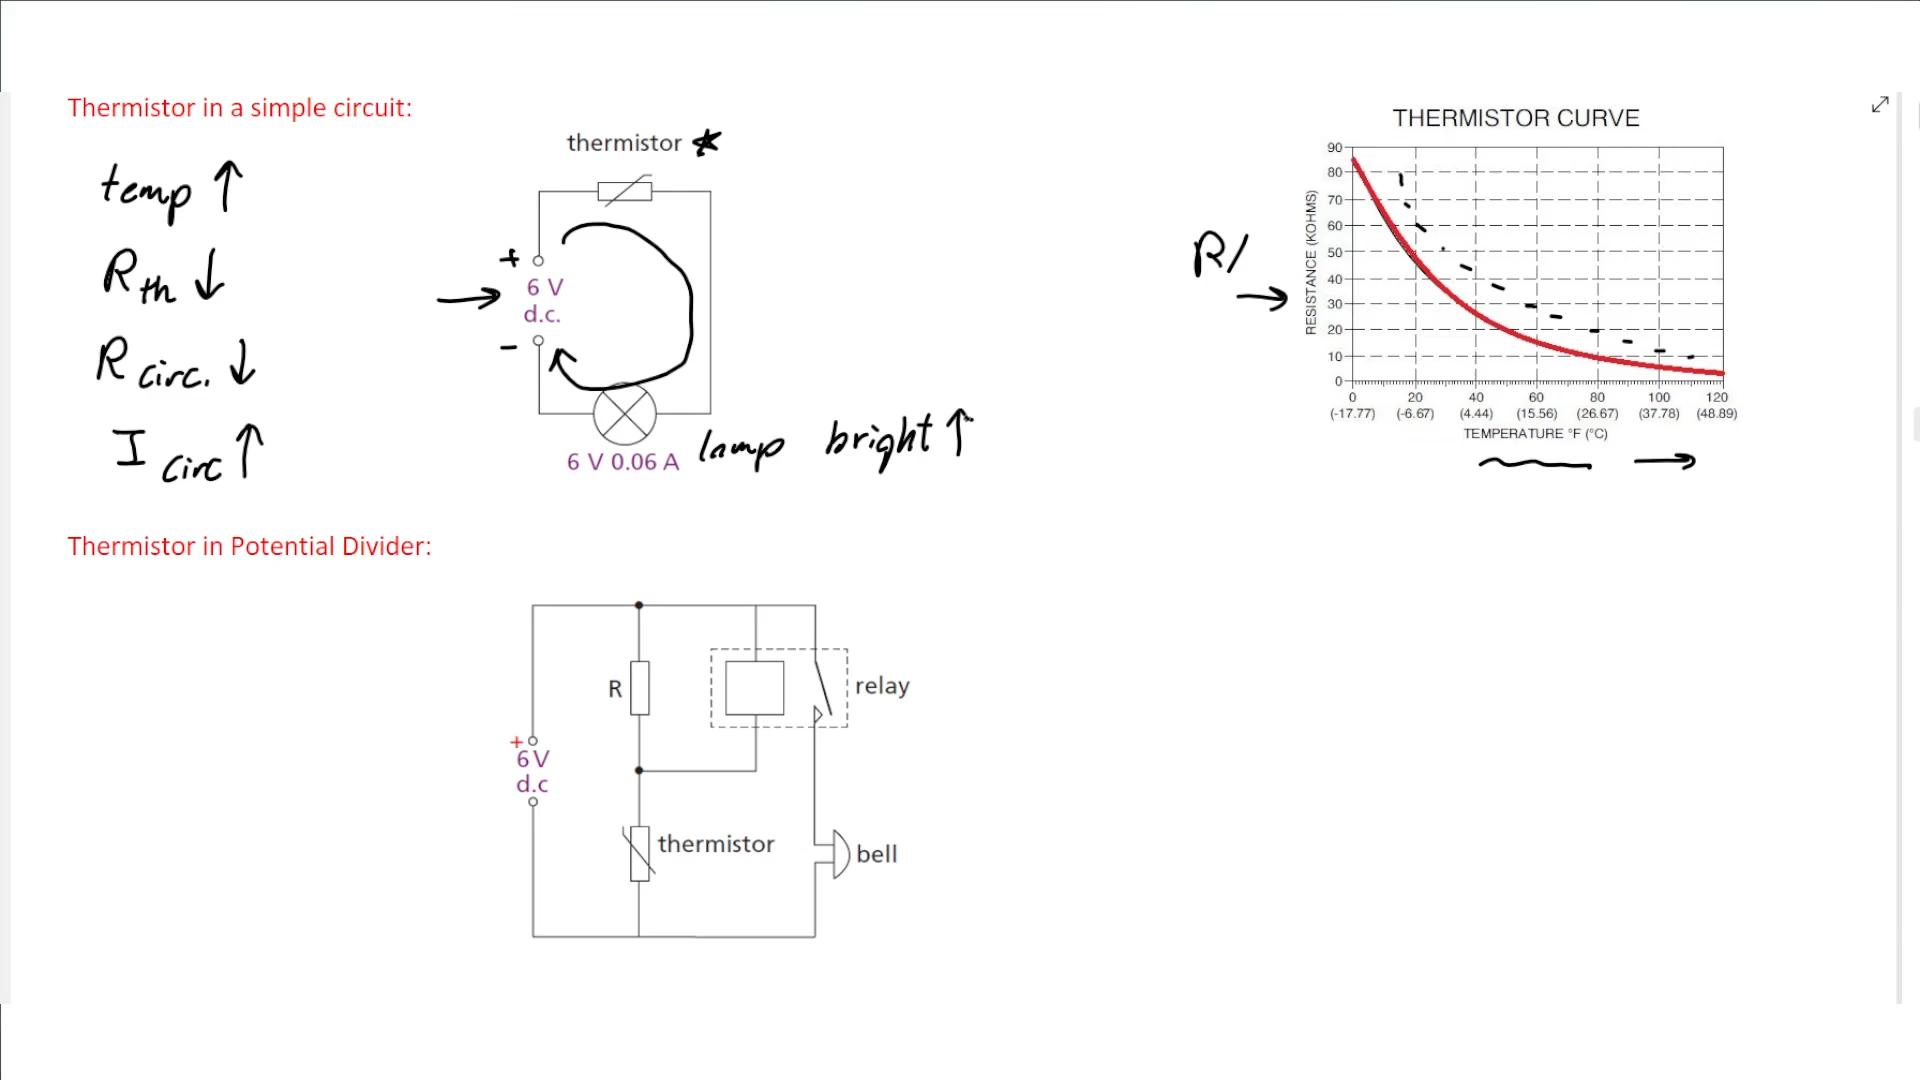 Thermistor in a simple circuit:
temp ↑
Rth ↓
R circ. ↓
I circ ↑
thermistor
+
6 V
d.c.
-
6 V 0.06 A
lamp bright ↑
THERMISTOR CURVE
R/
RESISTANCE (KOHMS)
90
80
70
60
50
40
30
20
10
0
0 20 40 60 80 100 120
(-17.77) (-6.67) (4.44) (15.56) (26.67) (37.78) (48.89)
TEMPERATURE °F (°C)
Thermistor in Potential Divider:
R
relay
+
6 V
d.c
thermistor
bell